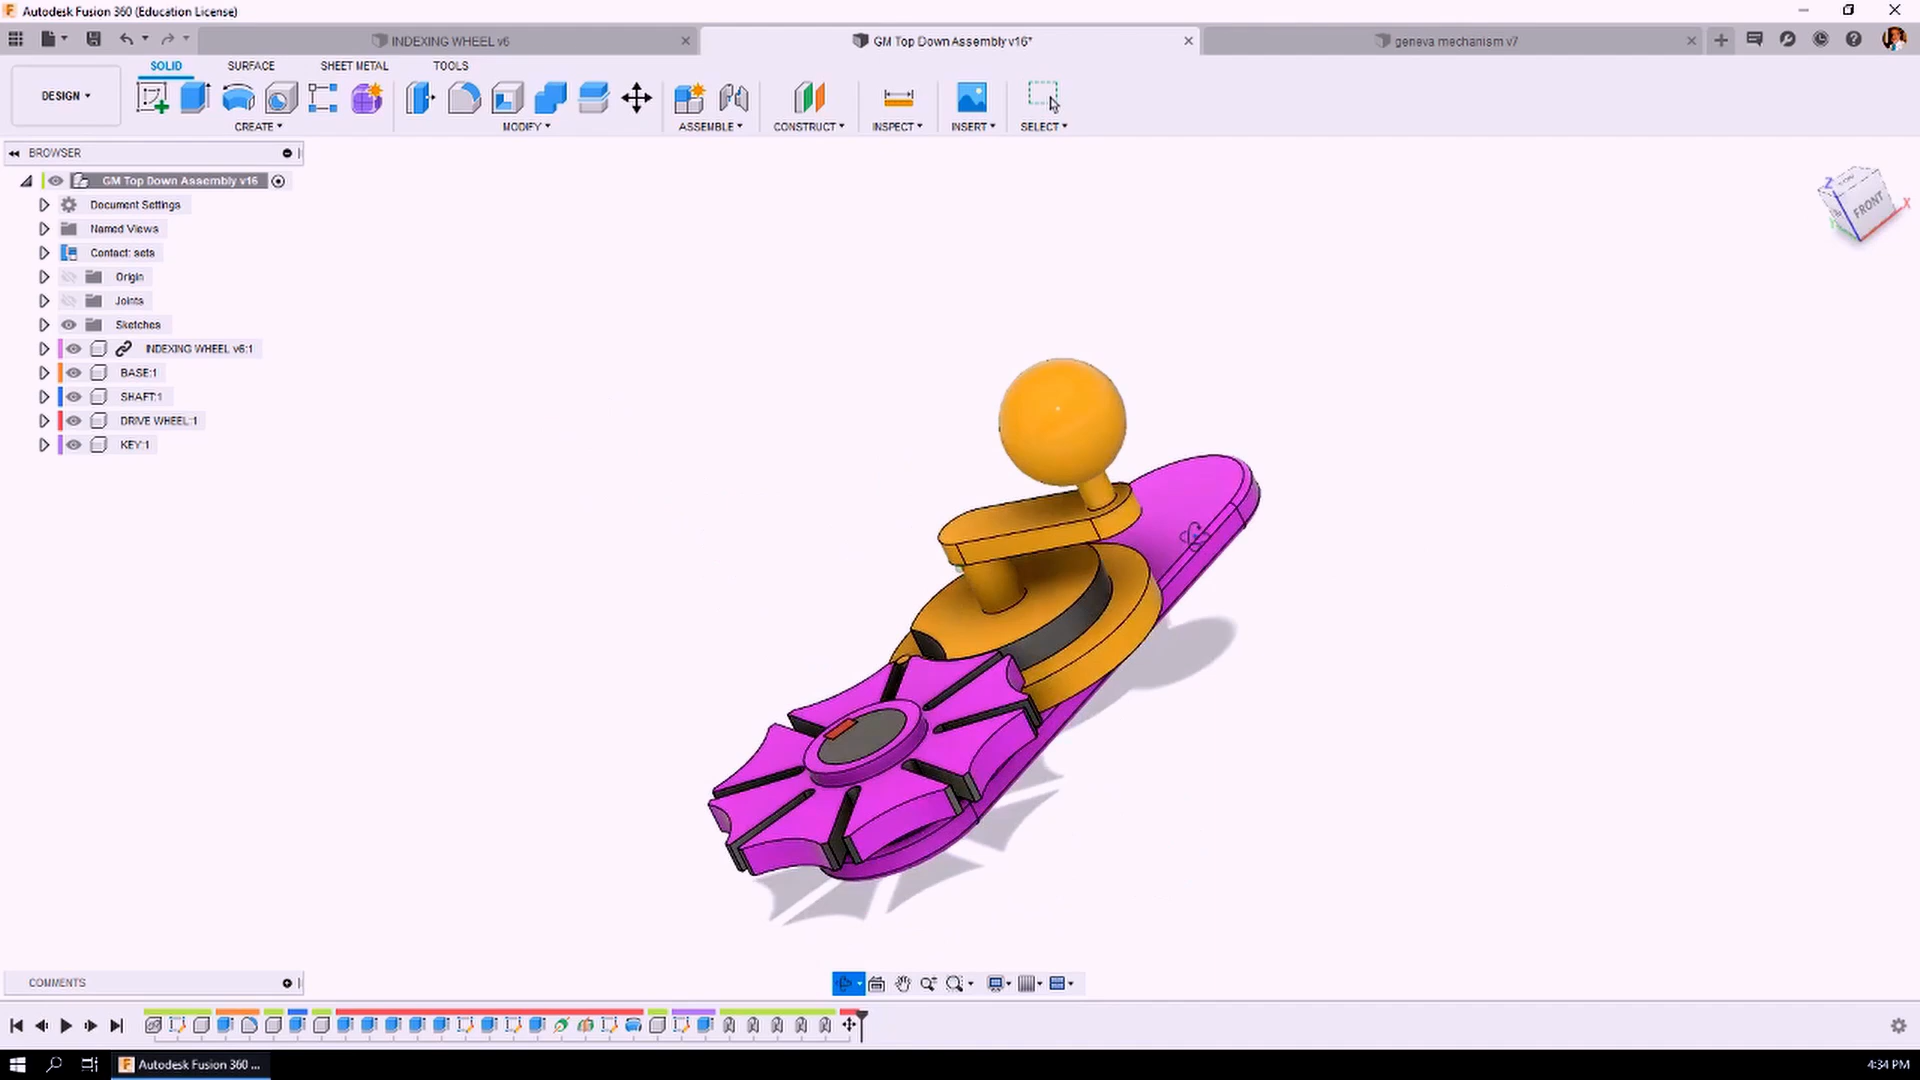 Autodesk Fusion 360 (Education License)
INDEXING WHEEL v6
GM Top Down Assembly v16*
geneva mechanism v7
SOLID
SURFACE
SHEET METAL
TOOLS
DESIGN
CREATE
MODIFY
ASSEMBLE
CONSTRUCT
INSPECT
INSERT
SELECT
BROWSER
GM Top Down Assembly v16
Document Settings
Named Views
Contact: sets
Origin
Joints
Sketches
INDEXING WHEEL v6:1
BASE:1
SHAFT:1
DRIVE WHEEL:1
KEY:1
Z
FRONT
X
COMMENTS
Autodesk Fusion 360 ...
4:34 PM